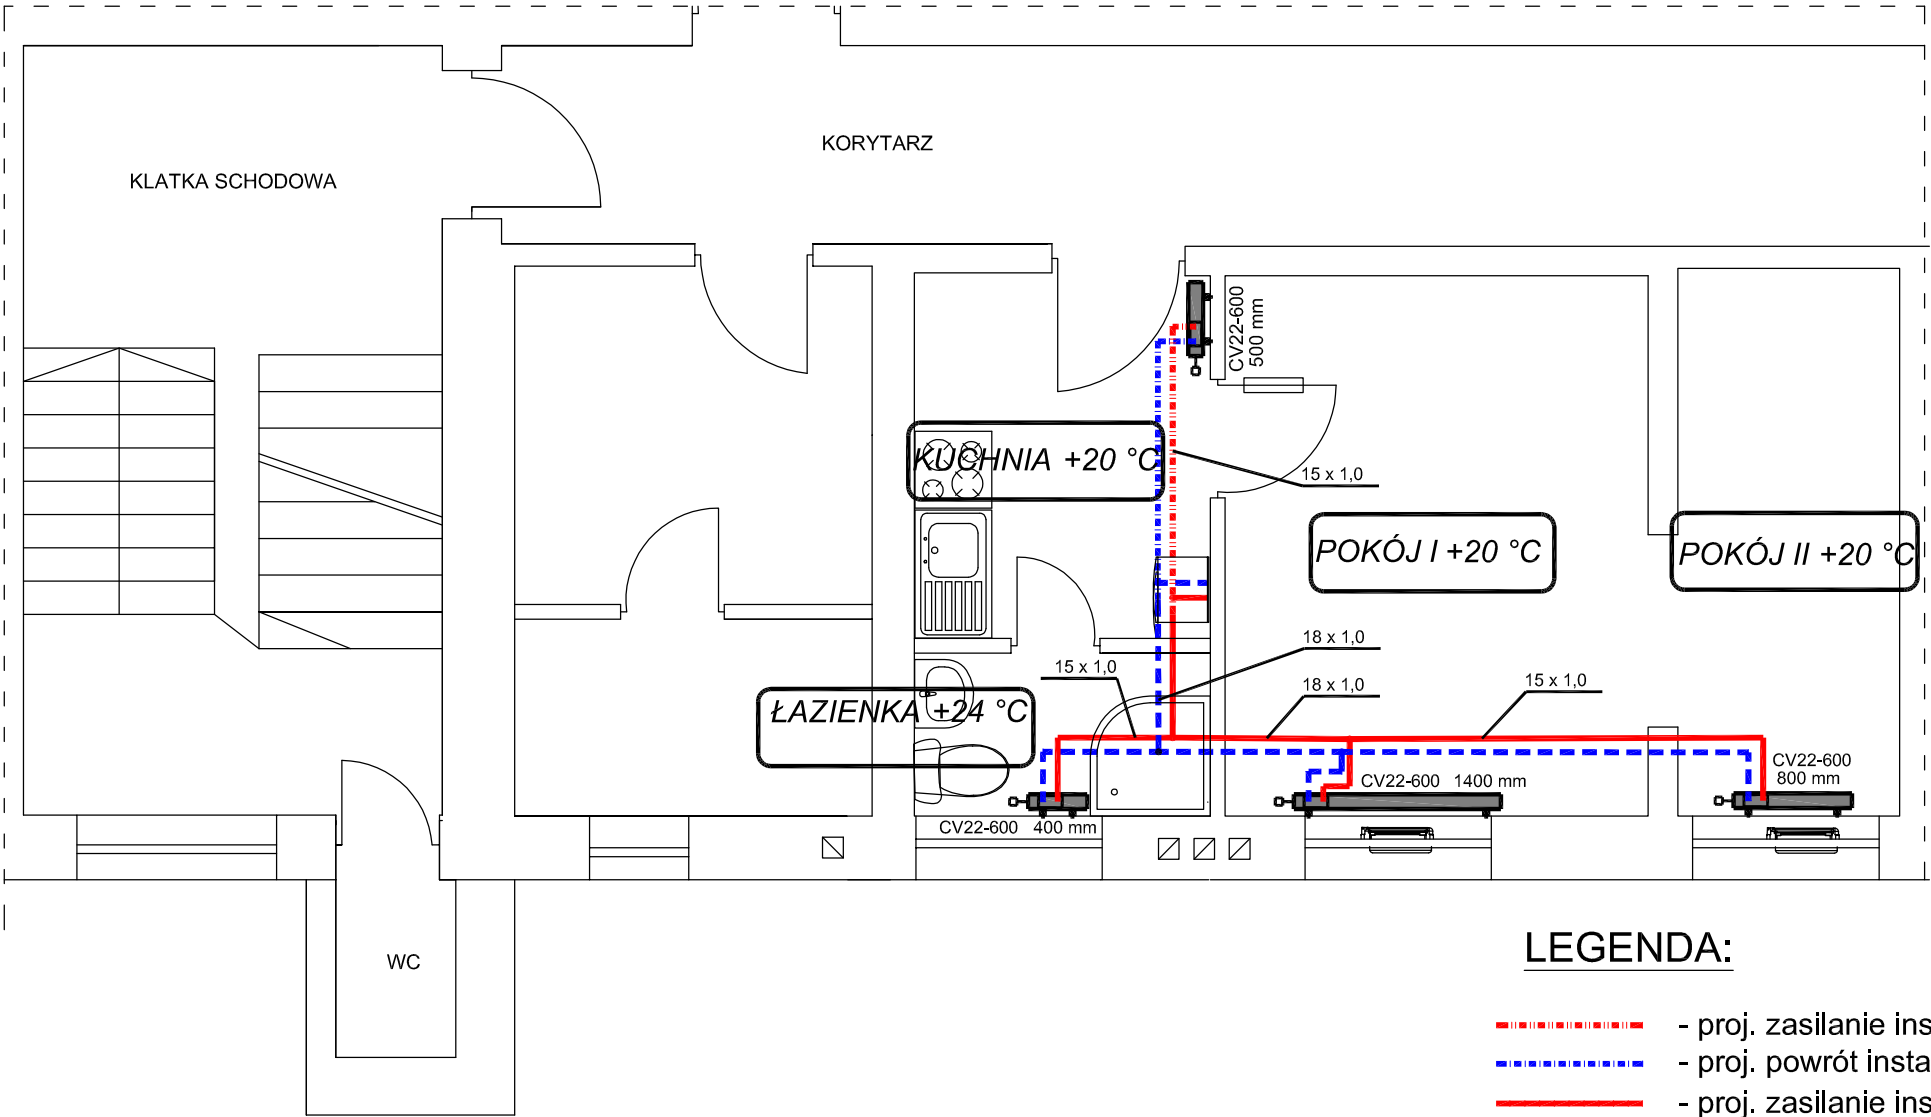 KORYTARZ
KLATKA SCHODOWA
CV22-600
500 mm
KUCHNIA +20 °C
15 x 1,0
POKÓJ I +20 °C
POKÓJ II +20 °C
18 x 1,0
15 x 1,0
18 x 1,0
15 x 1,0
ŁAZIENKA +24 °C
CV22-600
800 mm
CV22-600 1400 mm
CV22-600 400 mm
WC
LEGENDA:
- proj. zasilanie ins
- proj. powrót insta
- proj. zasilanie ins